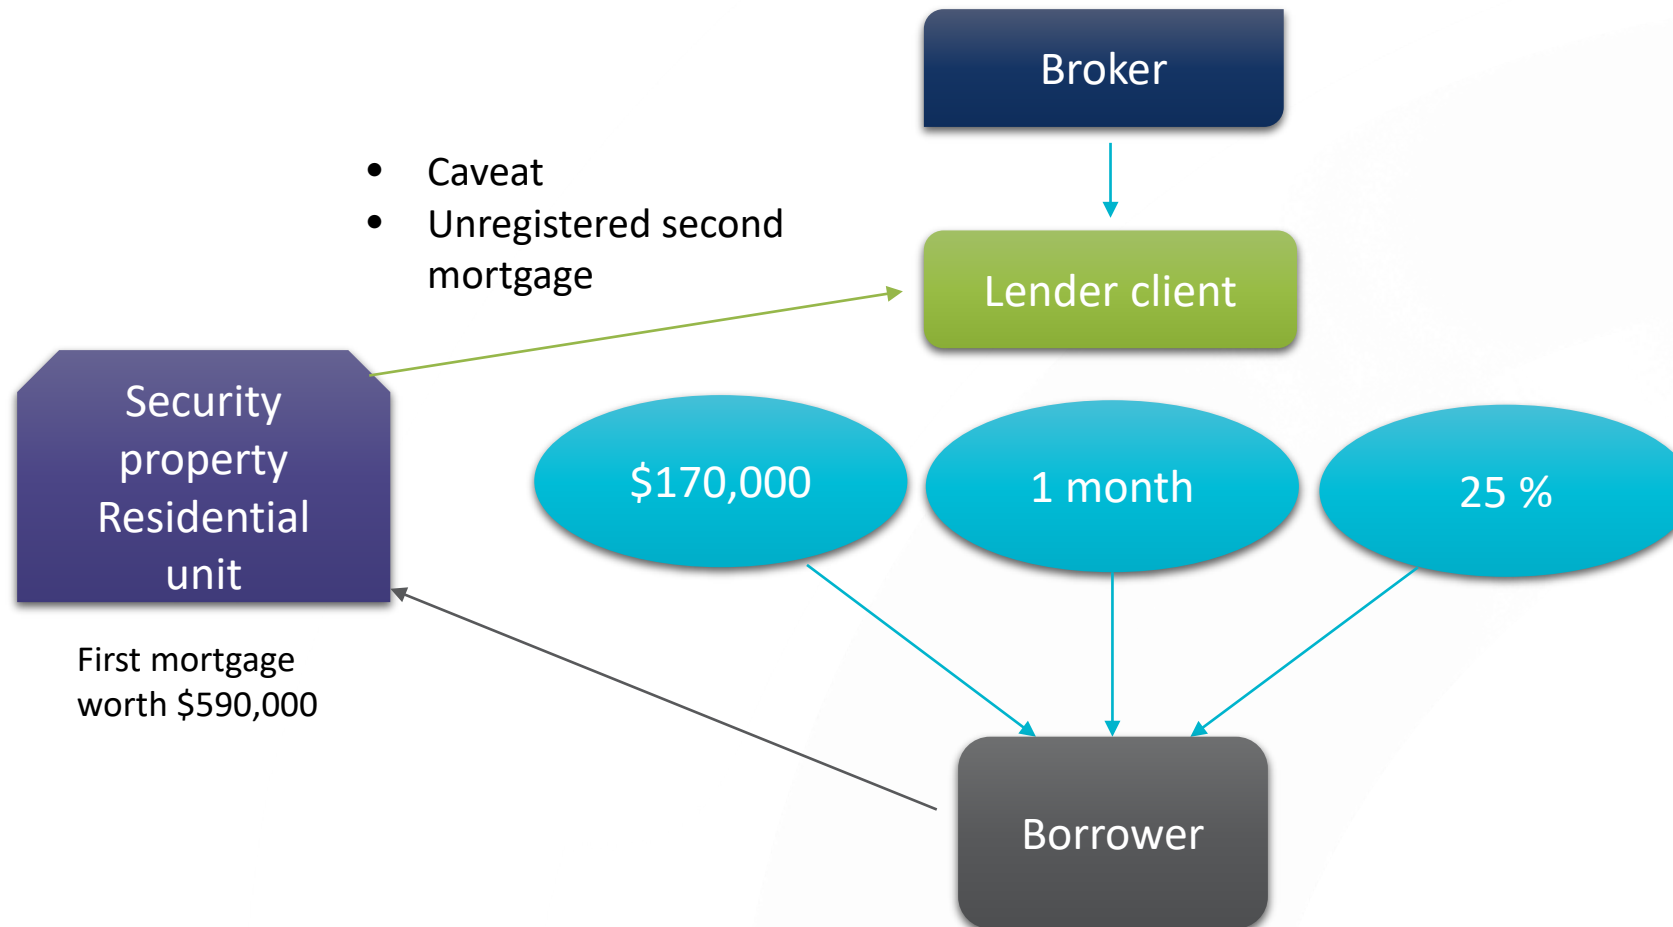 Broker
• Caveat
• Unregistered second
mortgage
Lender client
Security
property
Residential
unit
$170,000
1 month
25 %
First mortgage
worth $590,000
Borrower